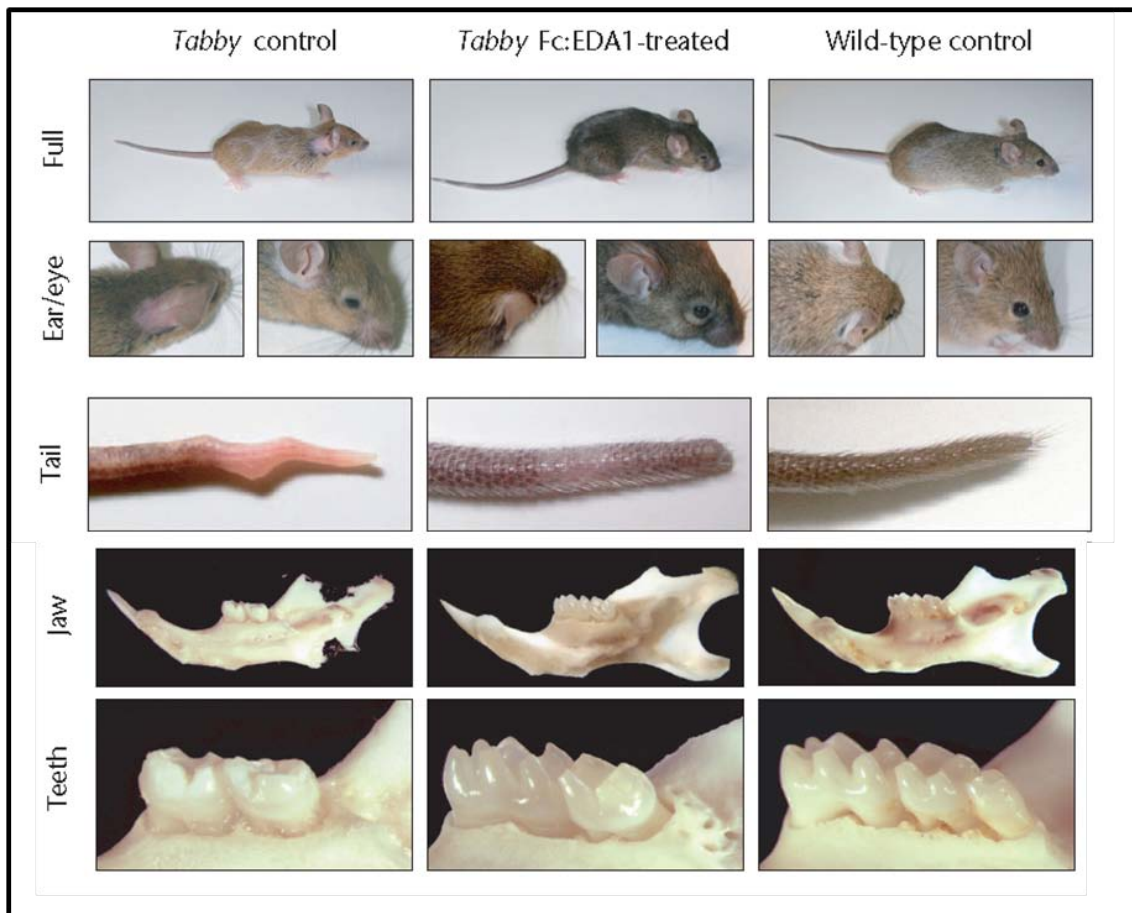 Tabby control
Tabby Fc:EDA1-treated
Wild-type control
Full
Ear/eye
Tail
Jaw
Teeth